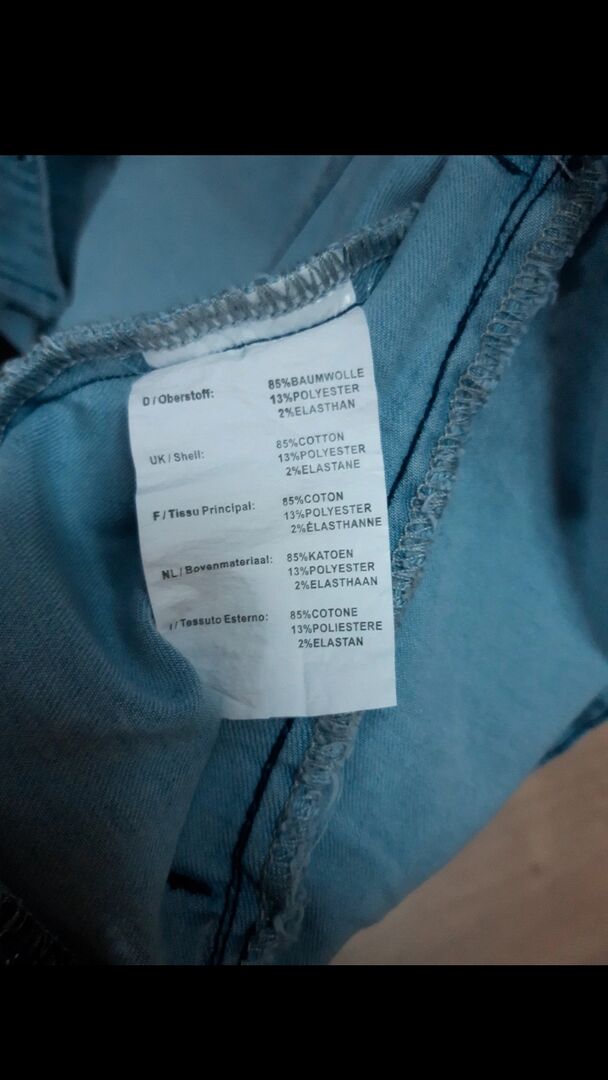 D / Oberstoff: 85%BAUMWOLLE
13%POLYESTER
2%ELASTHAN
UK / Shell: 85%COTTON
13%POLYESTER
2%ELASTANE
F / Tissu Principal: 85%COTON
13%POLYESTER
2%ÉLASTHANNE
NL / Bovenmateriaal: 85%KATOEN
13%POLYESTER
2%ELASTHAAN
I / Tessuto Esterno: 85%COTONE
13%POLIESTERE
2%ELASTAN